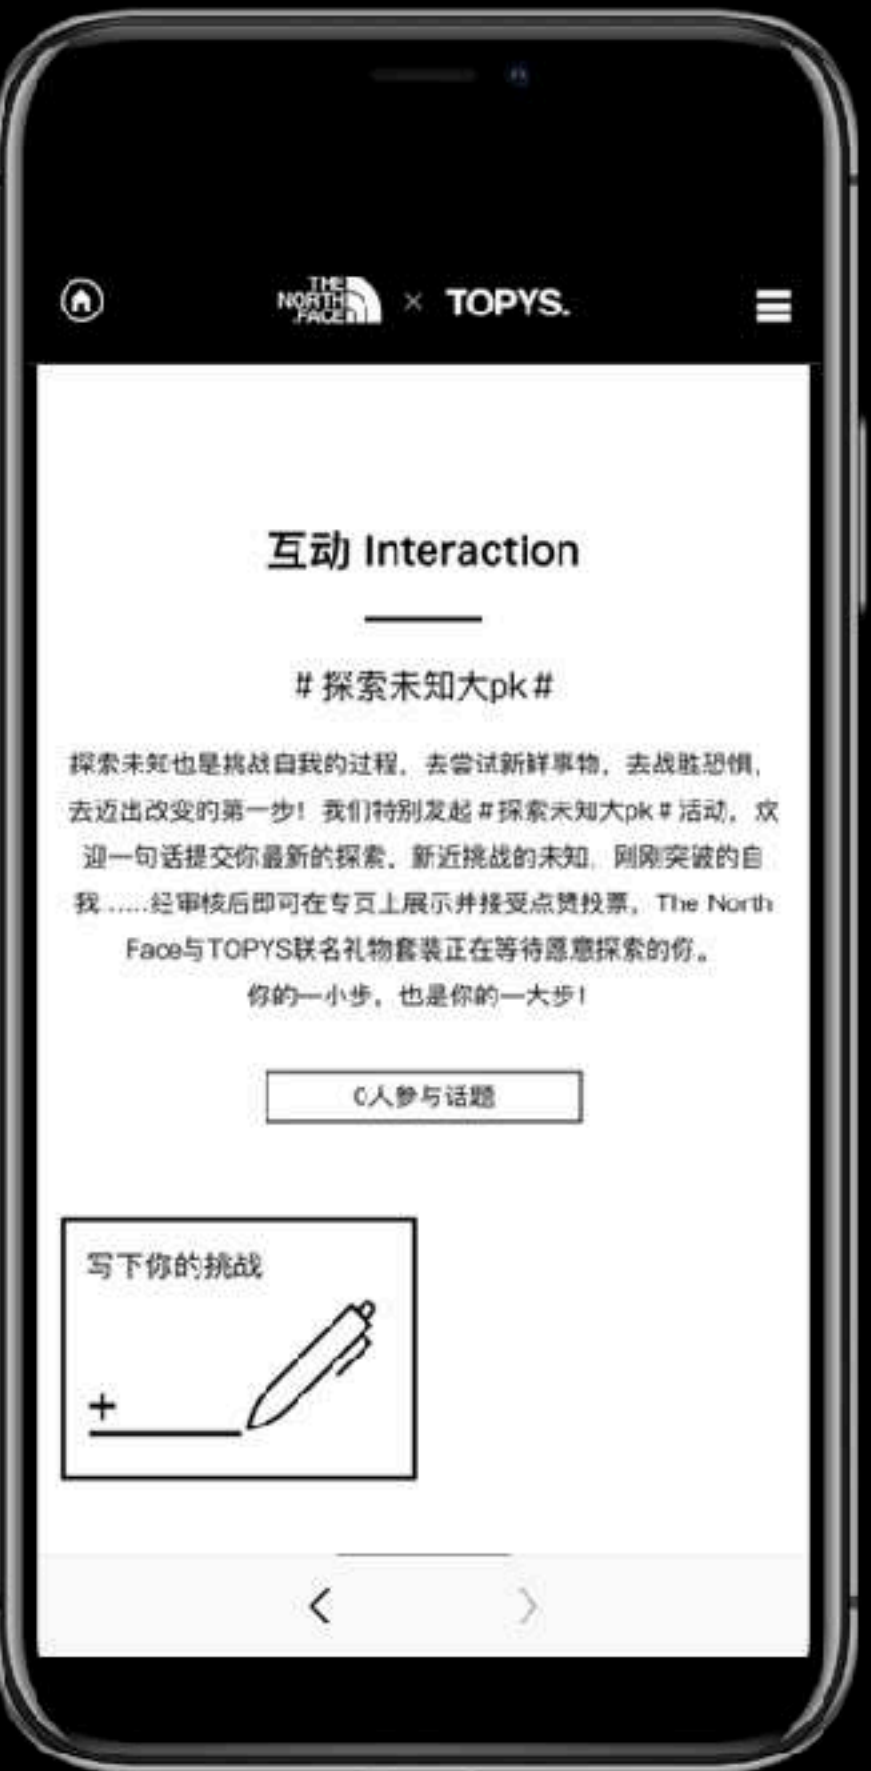 THE
NORTH
FACE
× TOPYS.
互动 Interaction
#探索未知大pk#
探索未知也是挑战自我的过程，去尝试新鲜事物，去战胜恐惧，
去迈出改变的第一步！我们特别发起#探索未知大pk#活动，欢
迎一句话提交你最新的探索，新近挑战的未知，刚刚突破的自
我……经审核后即可在专页上展示并接受点赞投票，The North
Face与TOPYS联名礼物套装正在等待愿意探索的你。
你的一小步，也是你的一大步！
0人参与话题
写下你的挑战
+